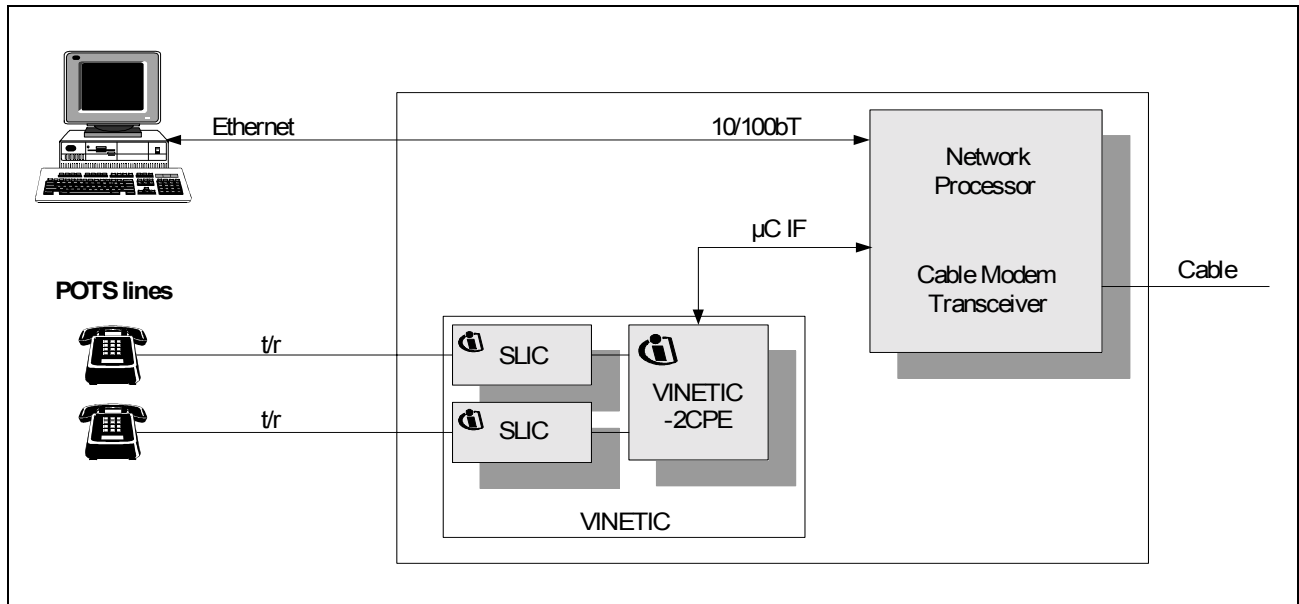 Ethernet
10/100bT
Network
Processor
µC IF
Cable Modem
Transceiver
Cable
POTS lines
t/r
SLIC
VINETIC
-2CPE
t/r
SLIC
VINETIC